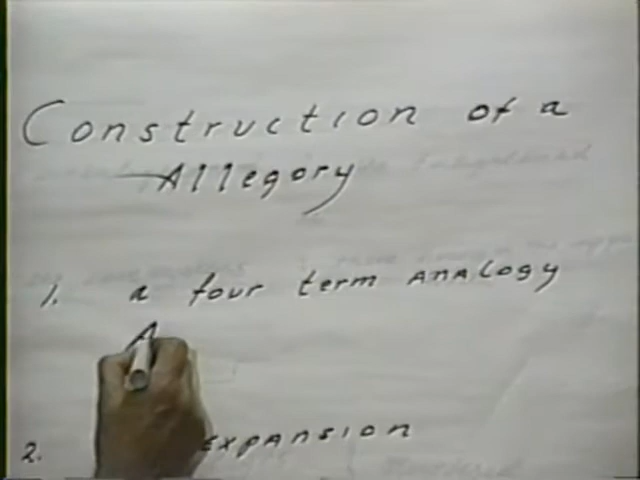 Construction of a
Allegory
1. a four term ANALOGY
A
2. EXPANSION